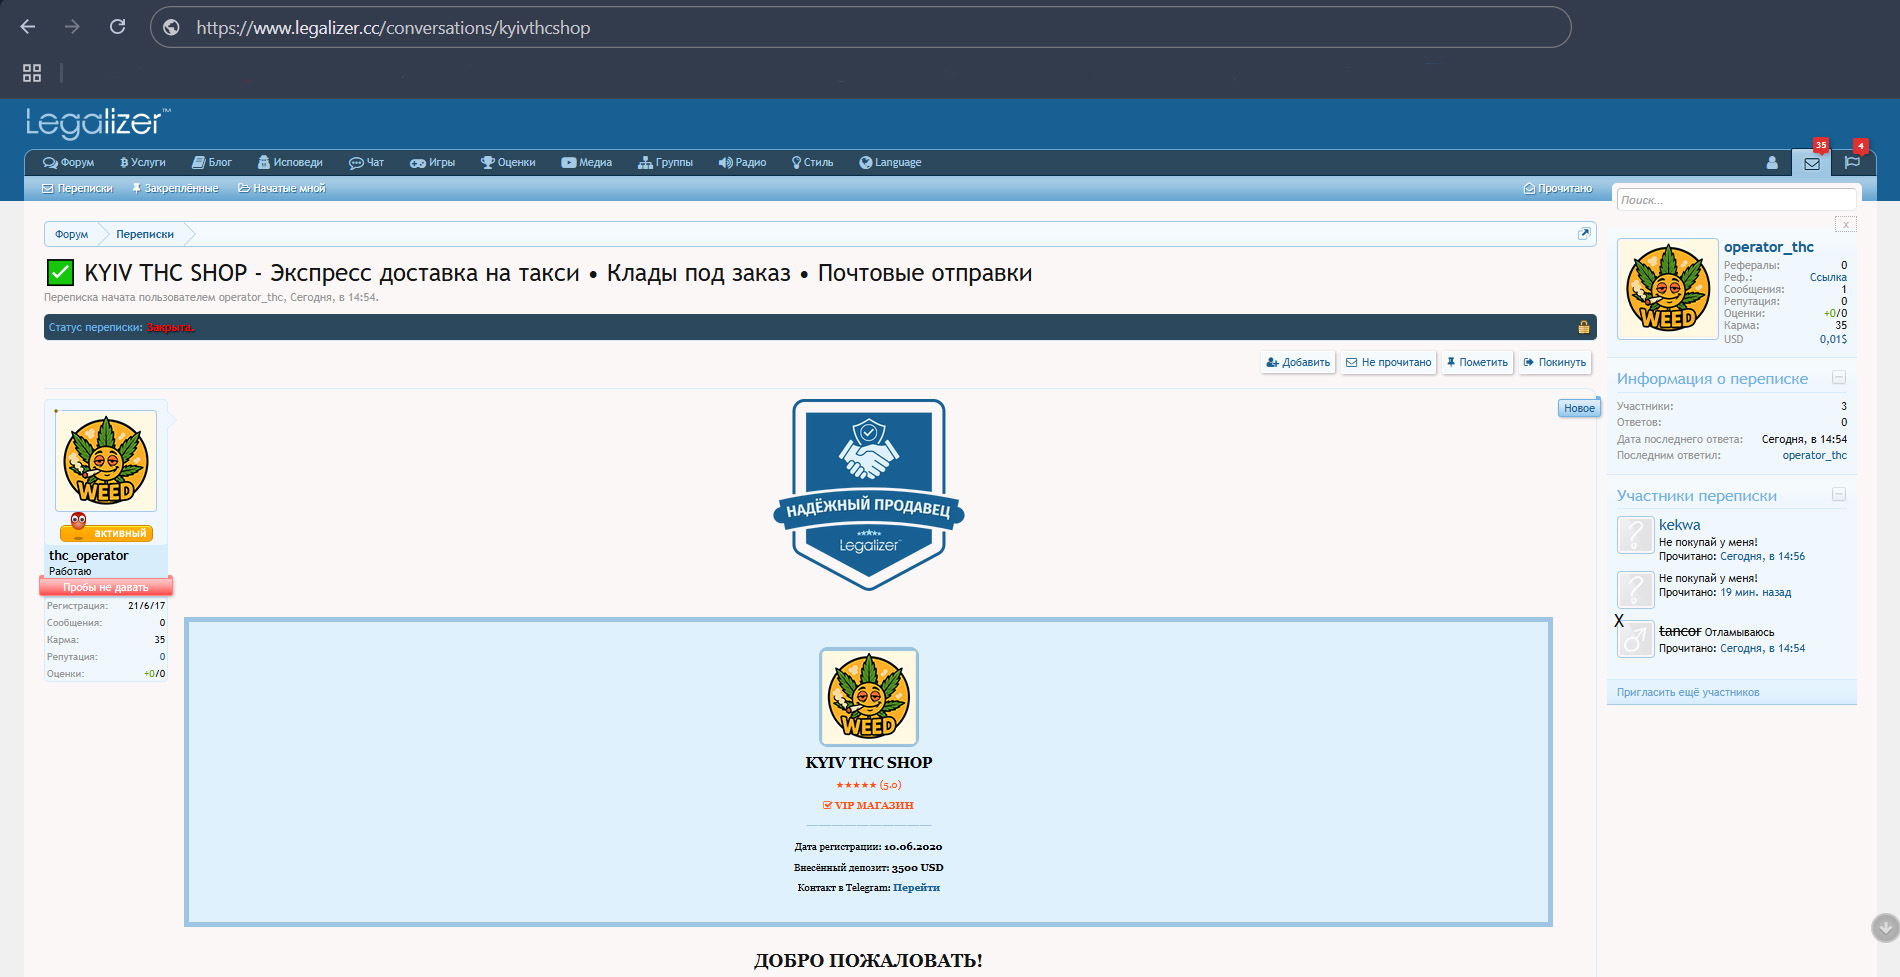 https://www.legalizer.cc/conversations/kyivthcshop
Legalizer™
Форум Услуги Блог Исповеди Чат Игры Оценки Медиа Группы Радио Стиль Language
35 4
Переписки Закреплённые Начатые мной Прочитано
Поиск...
x
Форум Переписки
✅ KYIV THC SHOP - Экспресс доставка на такси • Клады под заказ • Почтовые отправки
Переписка начата пользователем operator_thc, Сегодня, в 14:54.
Статус переписки: Закрыта.
Добавить Не прочитано Пометить Покинуть
Новое
WEED
активный
thc_operator
Работаю
Пробы не давать
Регистрация: 21/6/17
Сообщения: 0
Карма: 35
Репутация: 0
Оценки: +0/0
НАДЁЖНЫЙ ПРОДАВЕЦ
Legalizer
WEED
KYIV THC SHOP
★★★★★ (5.0)
VIP МАГАЗИН
Дата регистрации: 10.06.2020
Внесённый депозит: 3500 USD
Контакт в Telegram: Перейти
ДОБРО ПОЖАЛОВАТЬ!
WEED
operator_thc
Рефералы: 0
Реф.: Ссылка
Сообщения: 1
Репутация: 0
Оценки: +0/0
Карма: 35
USD 0,01$
Информация о переписке
Участники: 3
Ответов: 0
Дата последнего ответа: Сегодня, в 14:54
Последним ответил: operator_thc
Участники переписки
kekwa
Не покупай у меня!
Прочитано: Сегодня, в 14:56
Не покупай у меня!
Прочитано: 19 мин. назад
X
tancor Отламываюсь
Прочитано: Сегодня, в 14:54
Пригласить ещё участников